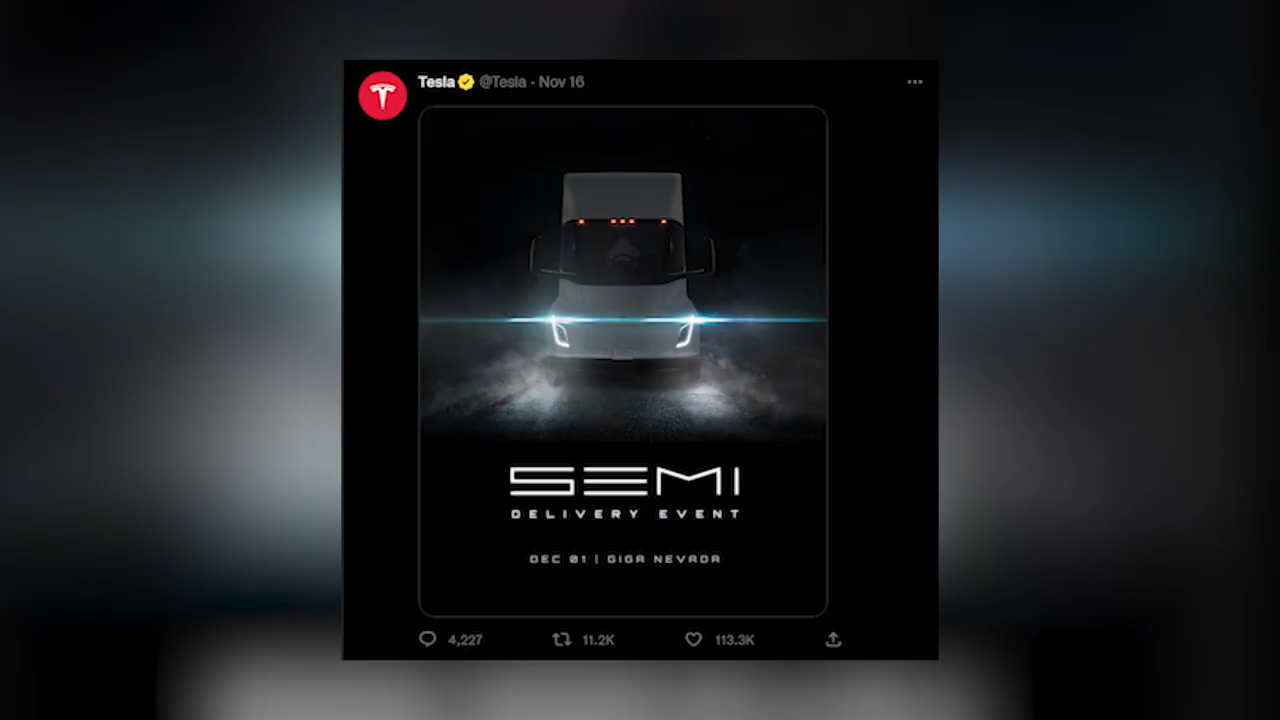 Tesla @Tesla · Nov 16
SEMI
DELIVERY EVENT
DEC 01 | GIGA NEVADA
4,227 11.2K 113.3K